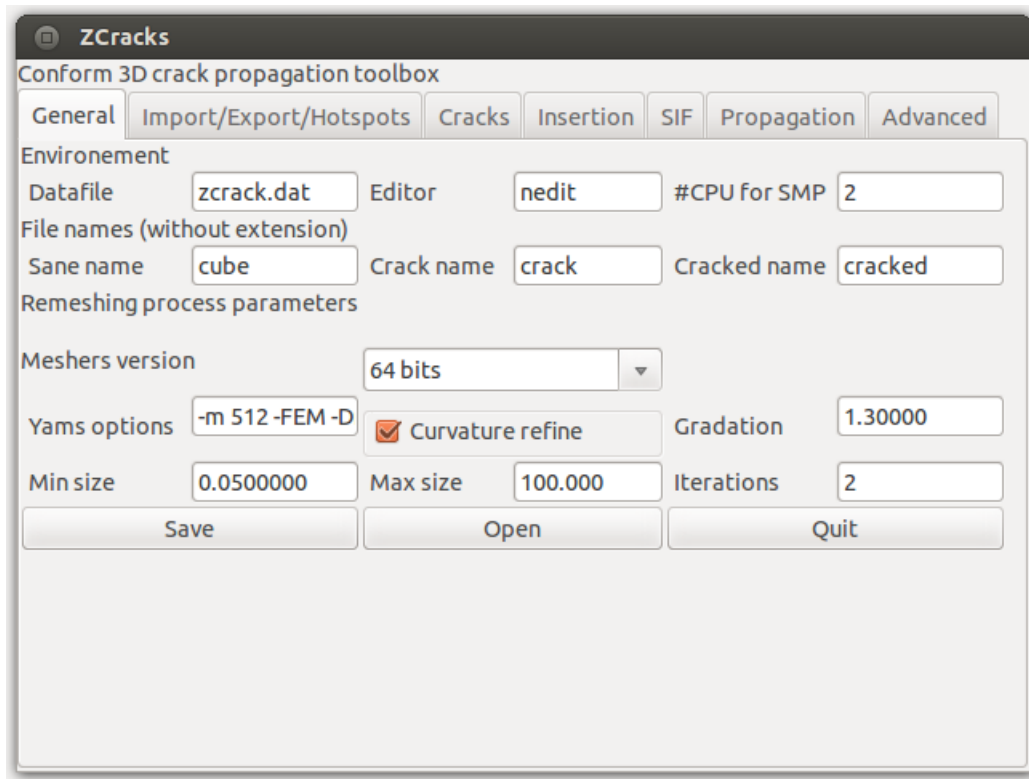 ZCracks
Conform 3D crack propagation toolbox
General Import/Export/Hotspots Cracks Insertion SIF Propagation Advanced
Environement
Datafile zcrack.dat Editor nedit #CPU for SMP 2
File names (without extension)
Sane name cube Crack name crack Cracked name cracked
Remeshing process parameters
Meshers version 64 bits
Yams options -m 512 -FEM -D Curvature refine Gradation 1.30000
Min size 0.0500000 Max size 100.000 Iterations 2
Save Open Quit